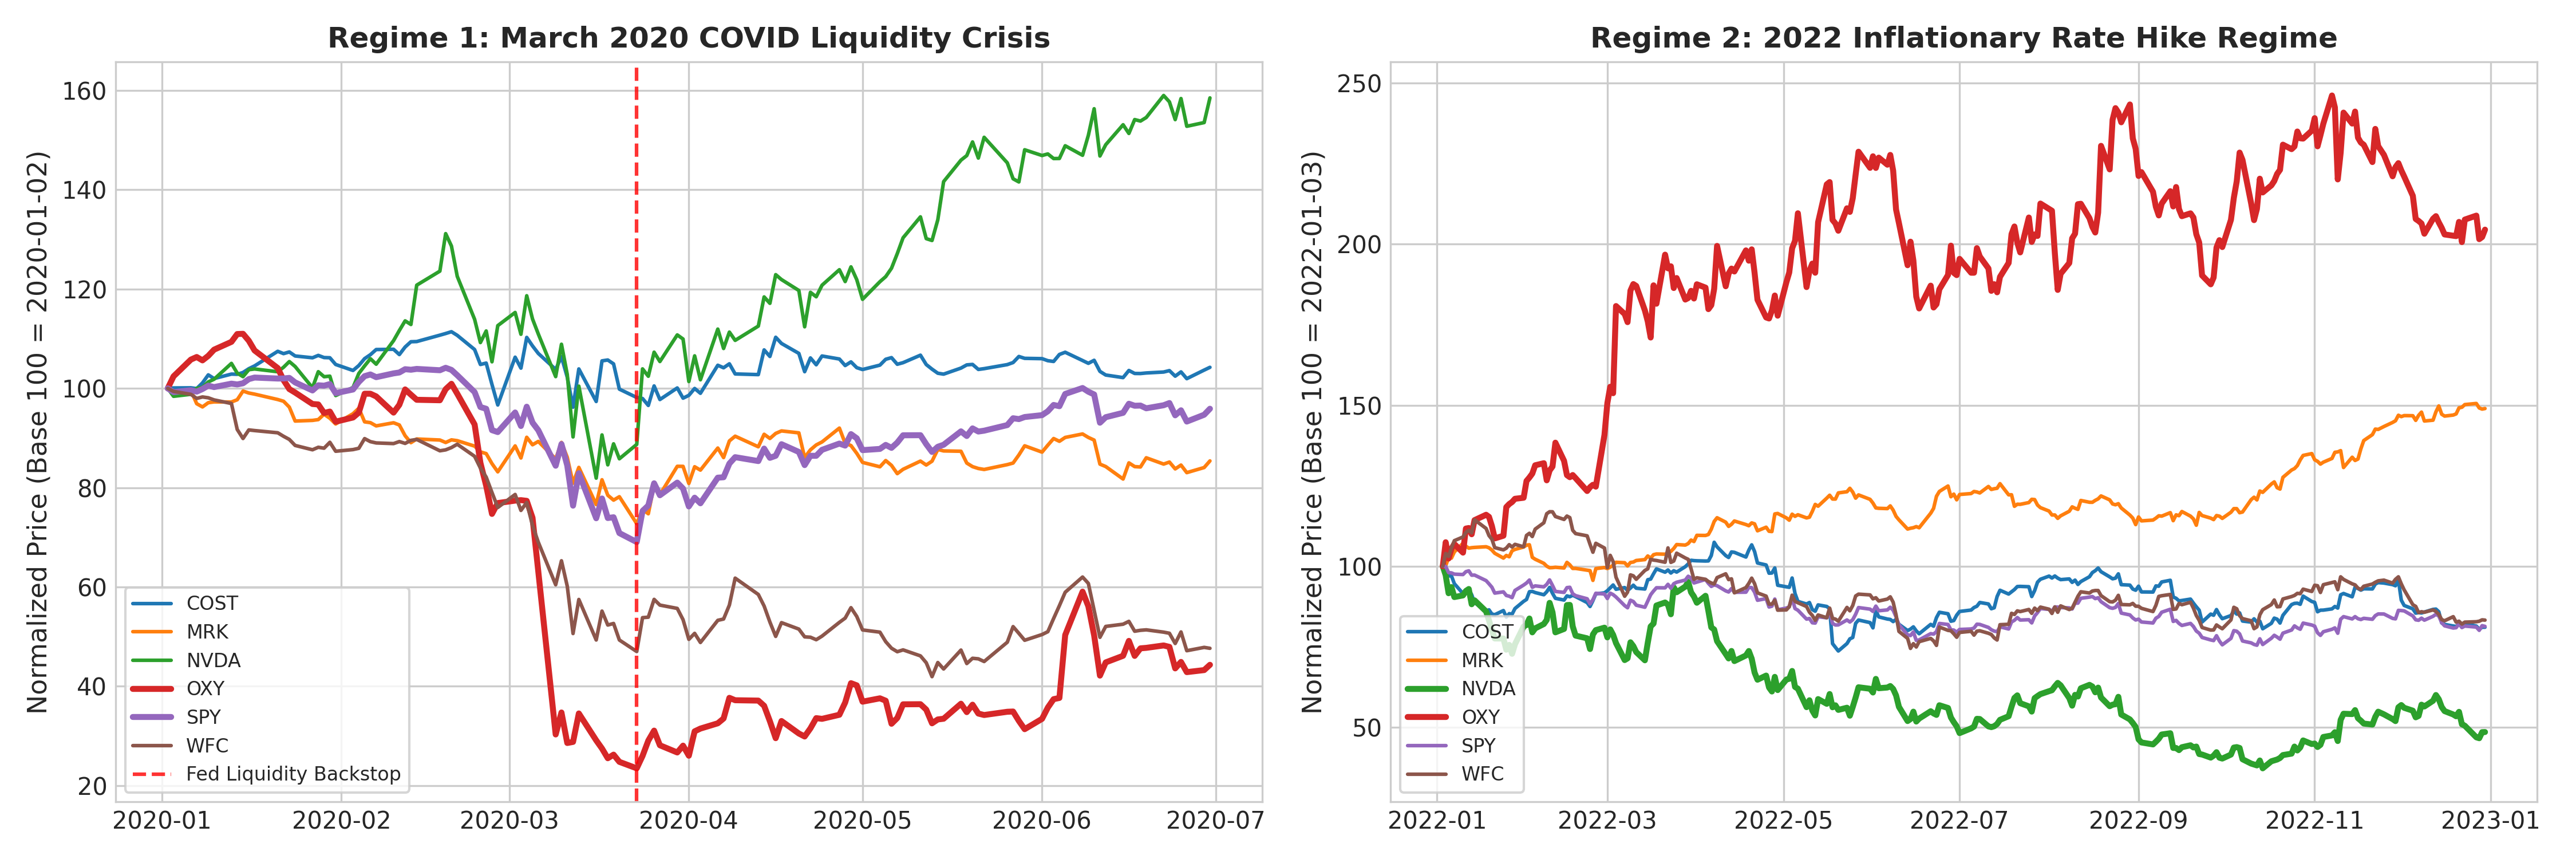 Regime 1: March 2020 COVID Liquidity Crisis
Normalized Price (Base 100 = 2020-01-02)
160
140
120
100
80
60
40
20
COST
MRK
NVDA
OXY
SPY
WFC
Fed Liquidity Backstop
2020-01 2020-02 2020-03 2020-04 2020-05 2020-06 2020-07
Regime 2: 2022 Inflationary Rate Hike Regime
Normalized Price (Base 100 = 2022-01-03)
250
200
150
100
50
COST
MRK
NVDA
OXY
SPY
WFC
2022-01 2022-03 2022-05 2022-07 2022-09 2022-11 2023-01